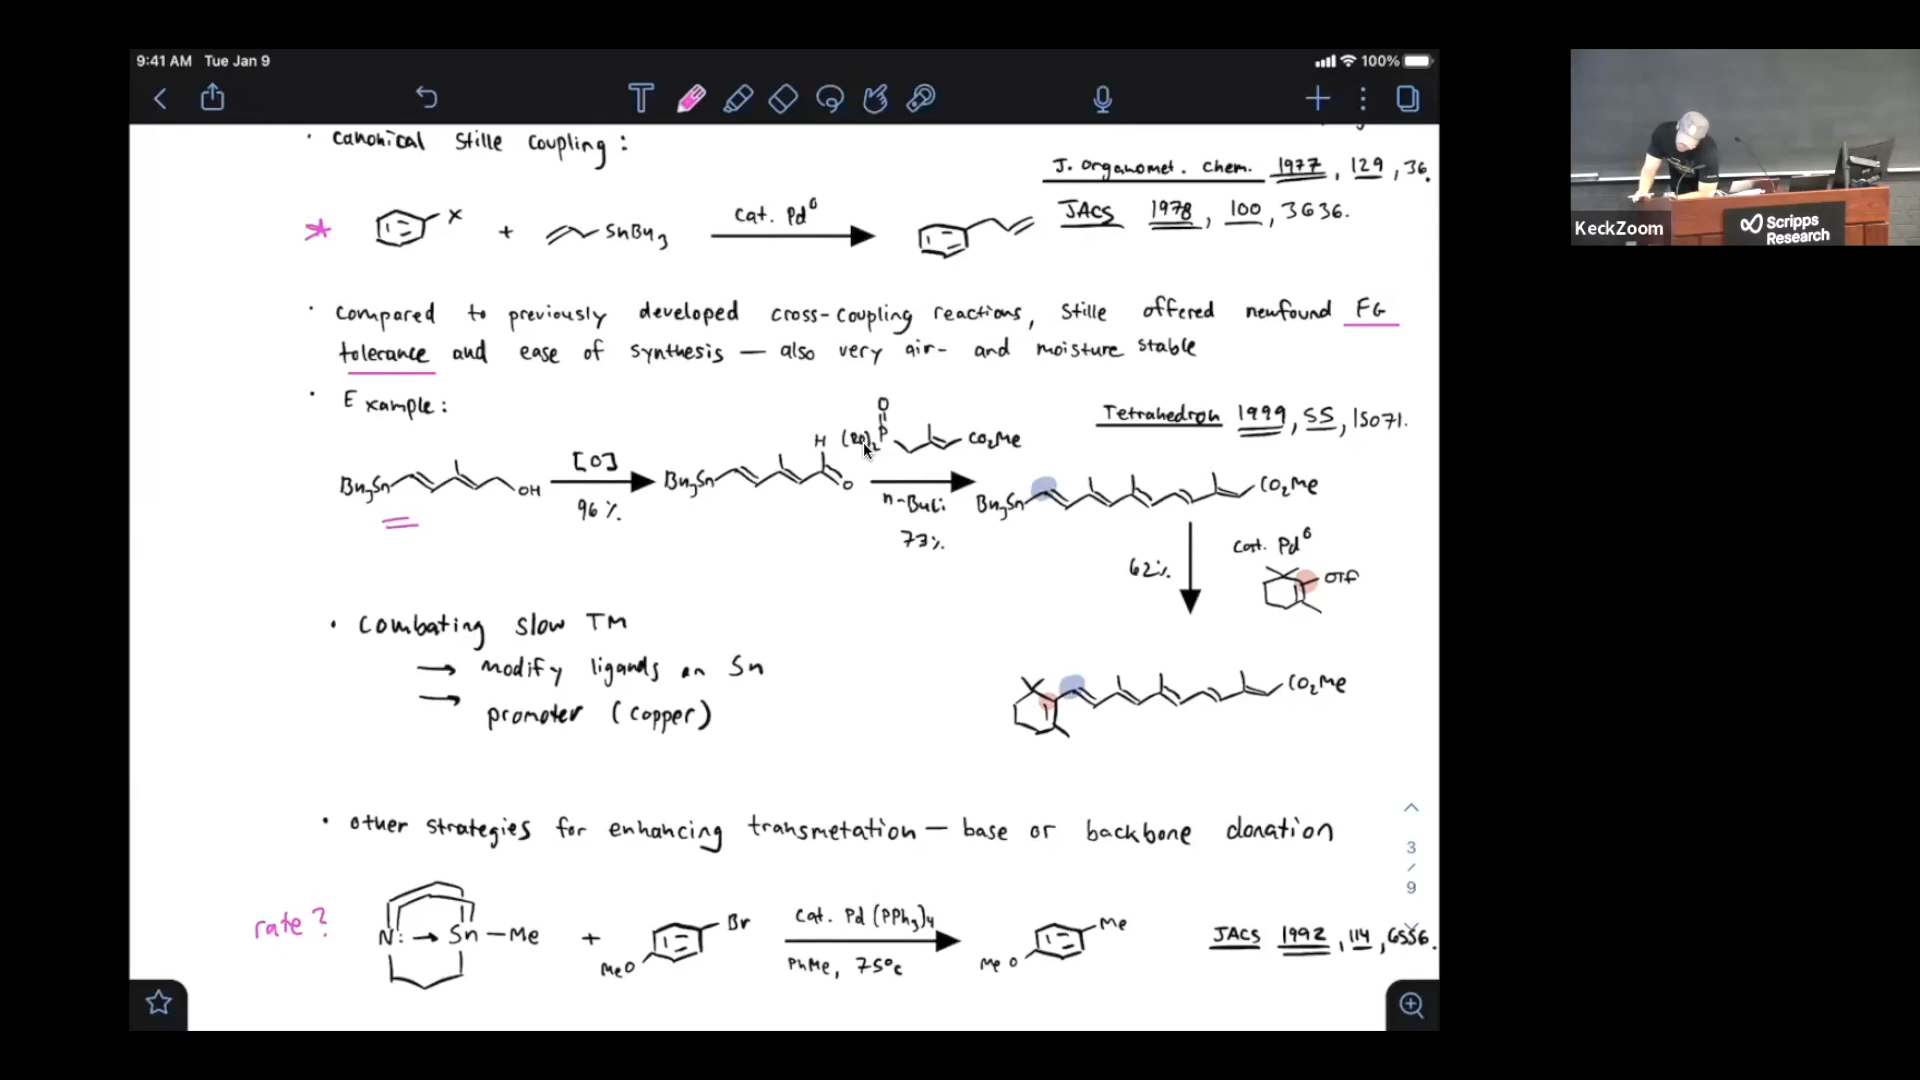 9:41 AM Tue Jan 9
100%
· canonical Stille coupling :
J. Organomet. Chem. 1977, 129, 36.
JACS 1978, 100, 3636.
* X + SnBu3 cat. Pd0
· compared to previously developed cross-coupling reactions, Stille offered newfound FG
tolerance and ease of synthesis — also very air- and moisture stable
· Example:
Tetrahedron 1999, 55, 15071.
Bu3Sn OH [O] 96 %. Bu3Sn H O (RO)2 P O CO2Me n-BuLi 73%. Bu3Sn CO2Me
62%. cat. Pd0
OTf
· Combating slow TM
→ modify ligands on Sn
→ promoter (copper)
CO2Me
· other strategies for enhancing transmetation — base or backbone donation
rate?
N: → Sn — Me + Br MeO cat. Pd (PPh3)4 PhMe, 75°C Me MeO
JACS 1992, 114, 6556.
3
/
9
KeckZoom
Scripps
Research